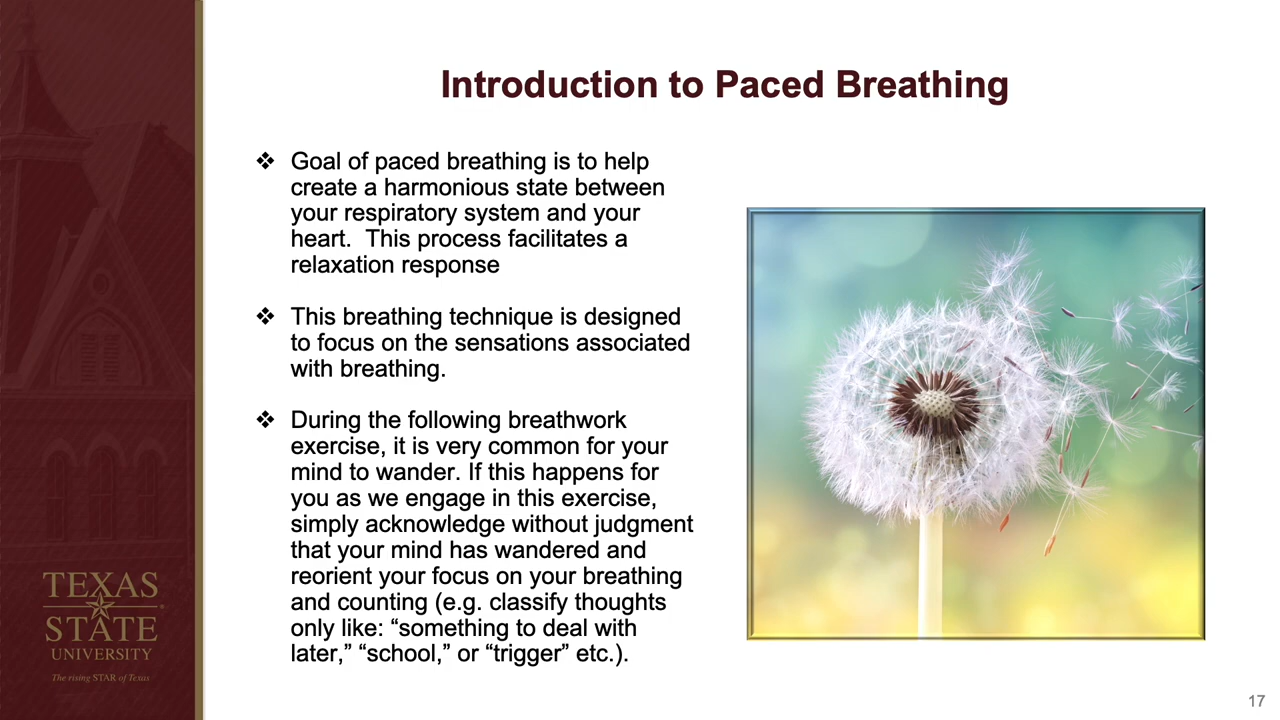 Introduction to Paced Breathing
❖ Goal of paced breathing is to help
create a harmonious state between
your respiratory system and your
heart.  This process facilitates a
relaxation response
❖ This breathing technique is designed
to focus on the sensations associated
with breathing.
❖ During the following breathwork
exercise, it is very common for your
mind to wander. If this happens for
you as we engage in this exercise,
simply acknowledge without judgment
that your mind has wandered and
reorient your focus on your breathing
and counting (e.g. classify thoughts
only like: “something to deal with
later,” “school,” or “trigger” etc.).
TEXAS
STATE
®
UNIVERSITY
The rising STAR of Texas
17